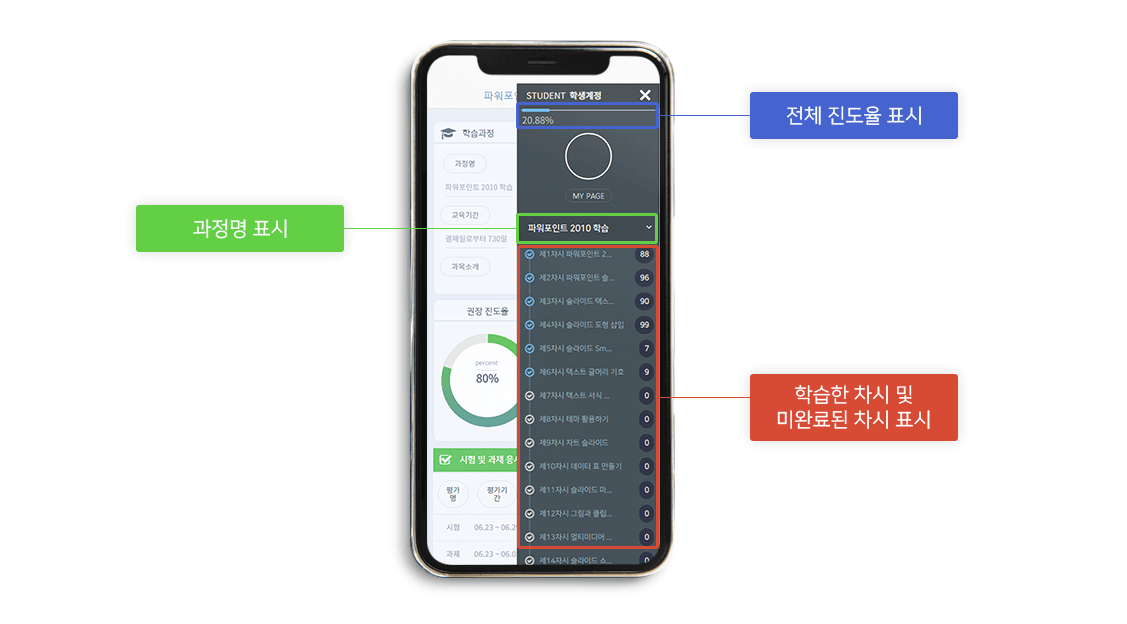 파워포인
STUDENT 학생계정
20.88%
MY PAGE
파워포인트 2010 학습
제1차시 파워포인트 2... 88
제2차시 파워포인트 슬... 96
제3차시 슬라이드 텍스... 90
제4차시 슬라이드 도형 삽입 99
제5차시 슬라이드 Sm... 7
제6차시 텍스트 글머리 기호 9
제7차시 텍스트 서식 ... 0
제8차시 테마 활용하기 0
제9차시 차트 슬라이드 0
제10차시 데이터 표 만들기 0
제11차시 슬라이드 마... 0
제12차시 그림과 클립... 0
제13차시 멀티미디어 ... 0
제14차시 슬라이드 쇼... 0
학습과정
과정명
파워포인트 2010 학습
교육기간
결제일로부터 730일
과목소개
권장 진도율
percent
80%
시험 및 과제 응시
평가
명
평가기
간
시험 06.23 ~ 06.2
과제 06.23 ~ 06.0
전체 진도율 표시
과정명 표시
학습한 차시 및
미완료된 차시 표시